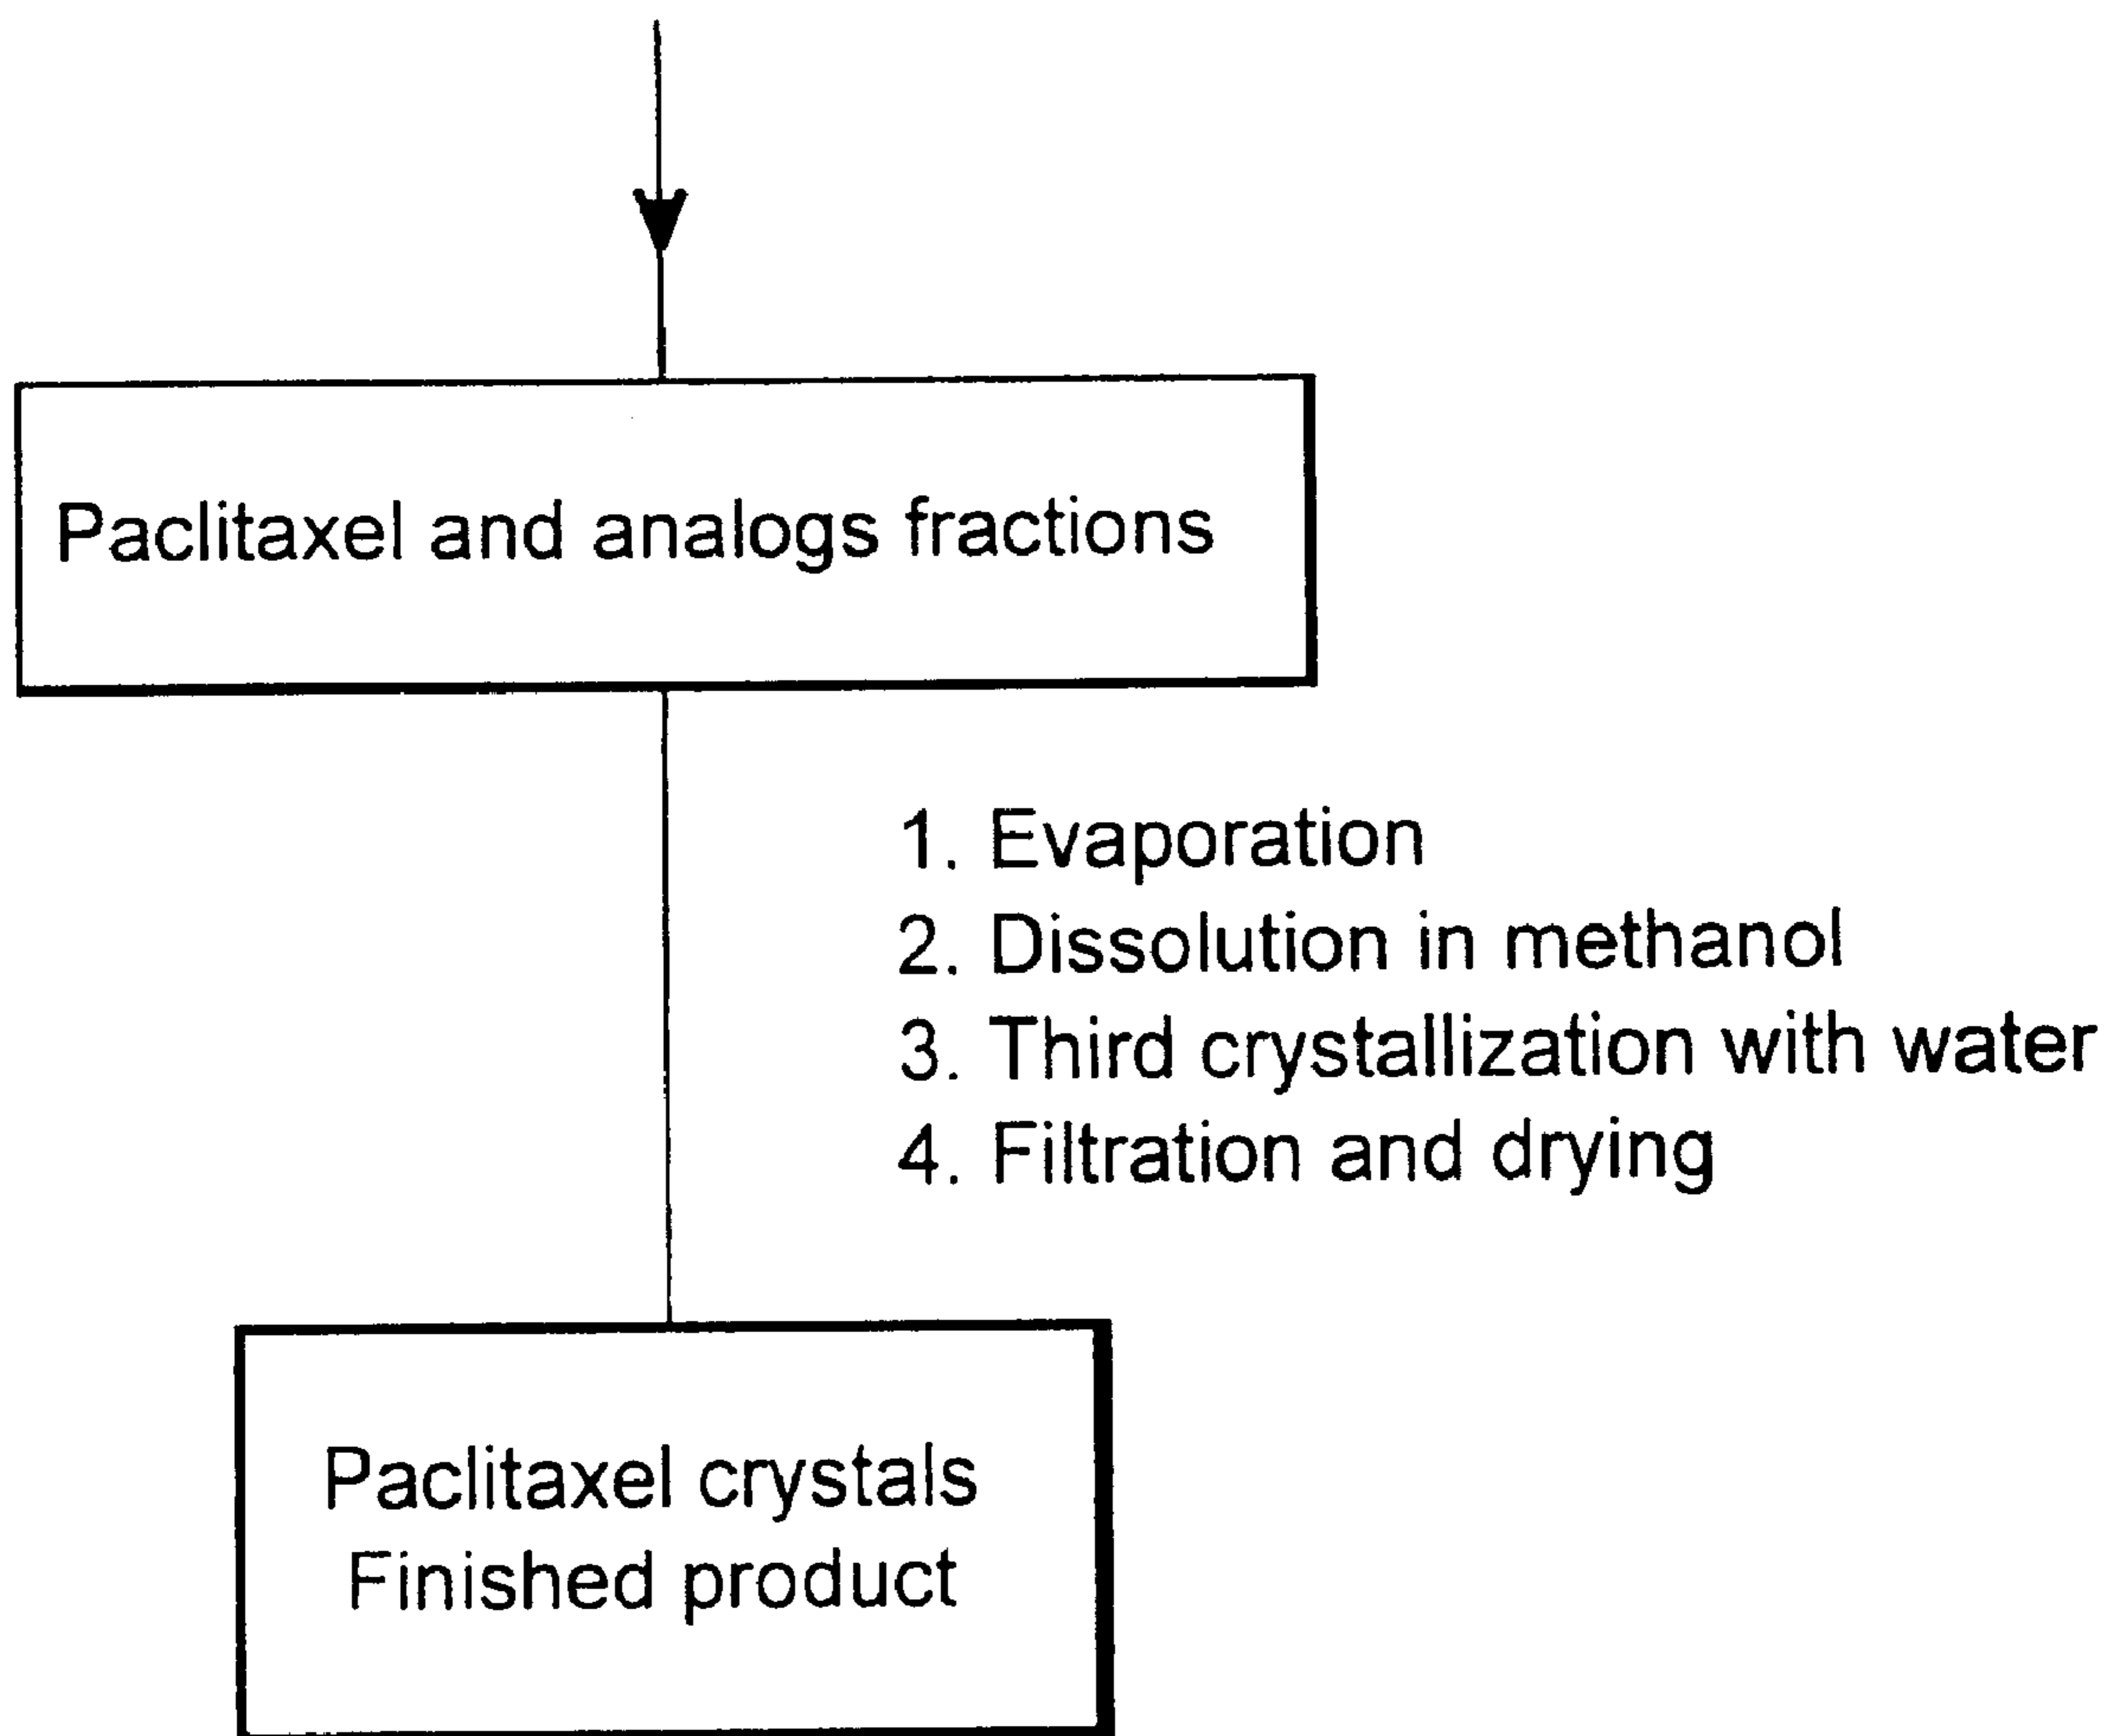 Paclitaxel and analogs fractions
1. Evaporation
2. Dissolution in methanol
3. Third crystallization with water
4. Filtration and drying
Paclitaxel crystals
Finished product